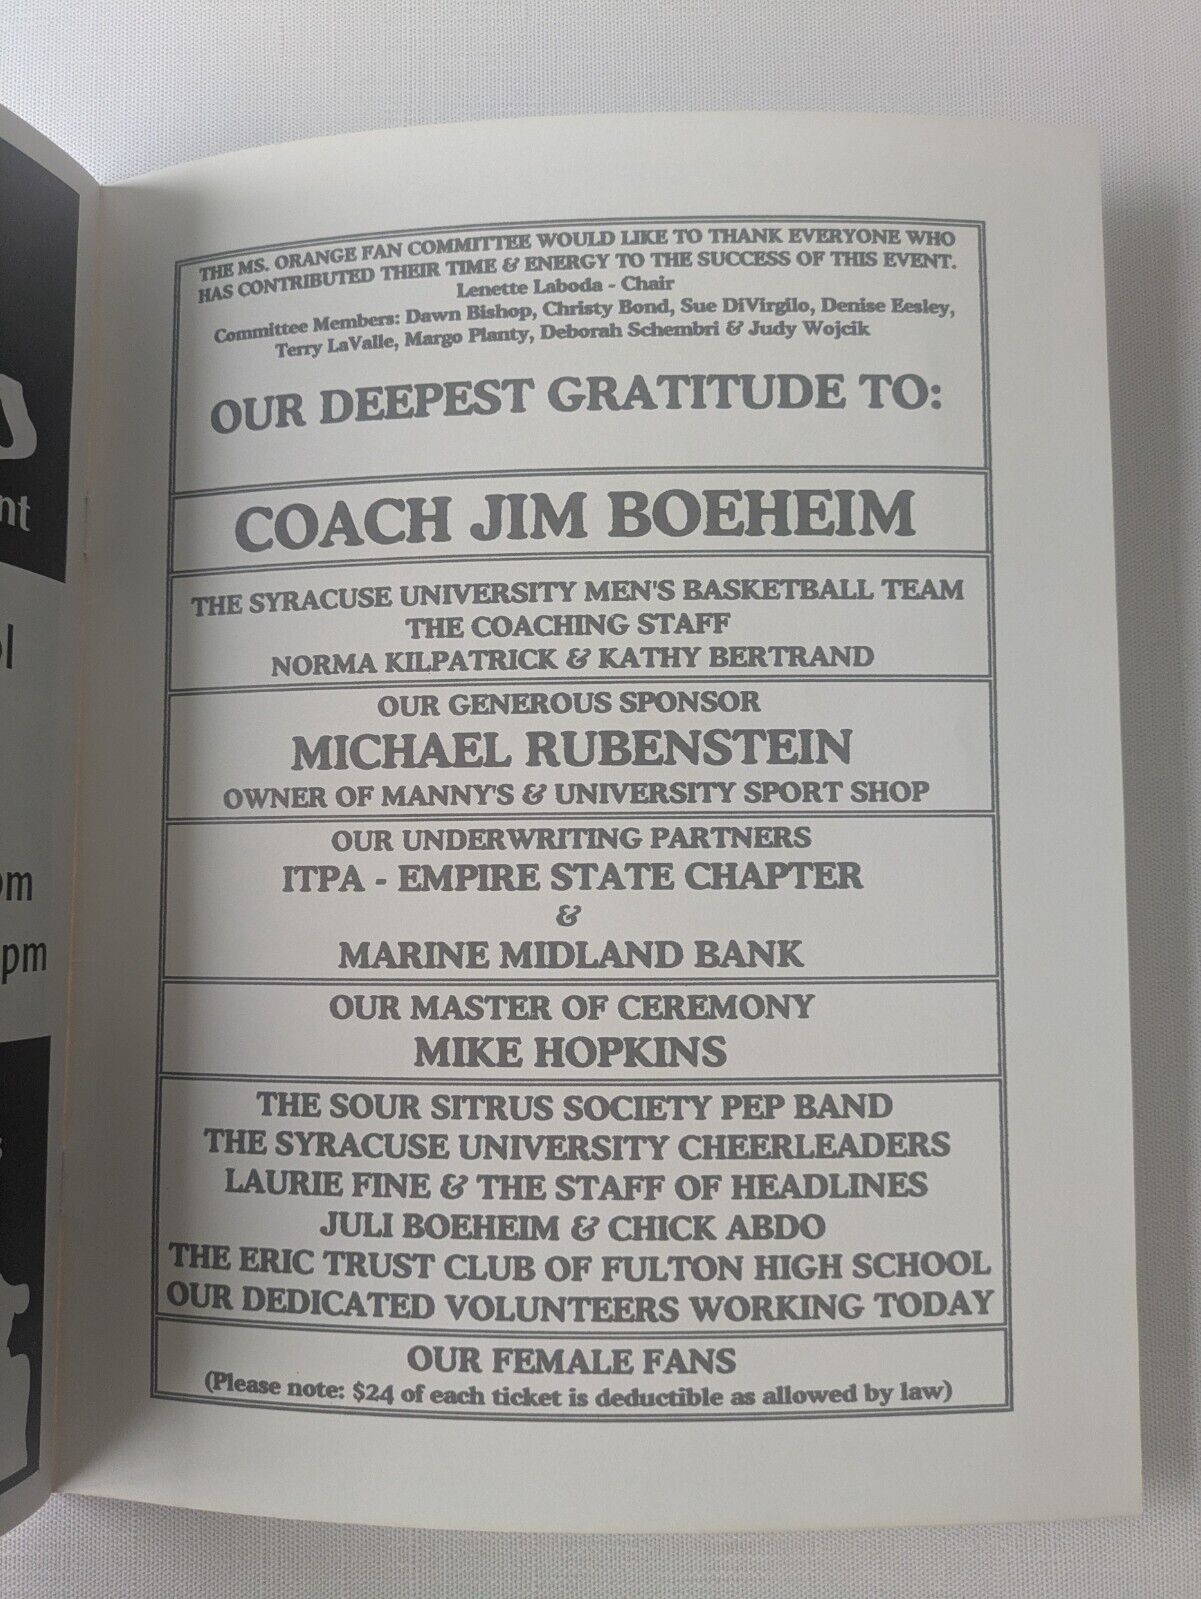 nt
pm
THE MS. ORANGE FAN COMMITTEE WOULD LIKE TO THANK EVERYONE WHO
HAS CONTRIBUTED THEIR TIME & ENERGY TO THE SUCCESS OF THIS EVENT.
Lenette Laboda - Chair
Committee Members: Dawn Bishop, Christy Bond, Sue DiVirgilo, Denise Eesley,
Terry LaValle, Margo Planty, Deborah Schembri & Judy Wojcik
OUR DEEPEST GRATITUDE TO:
COACH JIM BOEHEIM
THE SYRACUSE UNIVERSITY MEN'S BASKETBALL TEAM
THE COACHING STAFF
NORMA KILPATRICK & KATHY BERTRAND
OUR GENEROUS SPONSOR
MICHAEL RUBENSTEIN
OWNER OF MANNY'S & UNIVERSITY SPORT SHOP
OUR UNDERWRITING PARTNERS
ITPA - EMPIRE STATE CHAPTER
&
MARINE MIDLAND BANK
OUR MASTER OF CEREMONY
MIKE HOPKINS
THE SOUR SITRUS SOCIETY PEP BAND
THE SYRACUSE UNIVERSITY CHEERLEADERS
LAURIE FINE & THE STAFF OF HEADLINES
JULI BOEHEIM & CHICK ABDO
THE ERIC TRUST CLUB OF FULTON HIGH SCHOOL
OUR DEDICATED VOLUNTEERS WORKING TODAY
OUR FEMALE FANS
(Please note: $24 of each ticket is deductible as allowed by law)